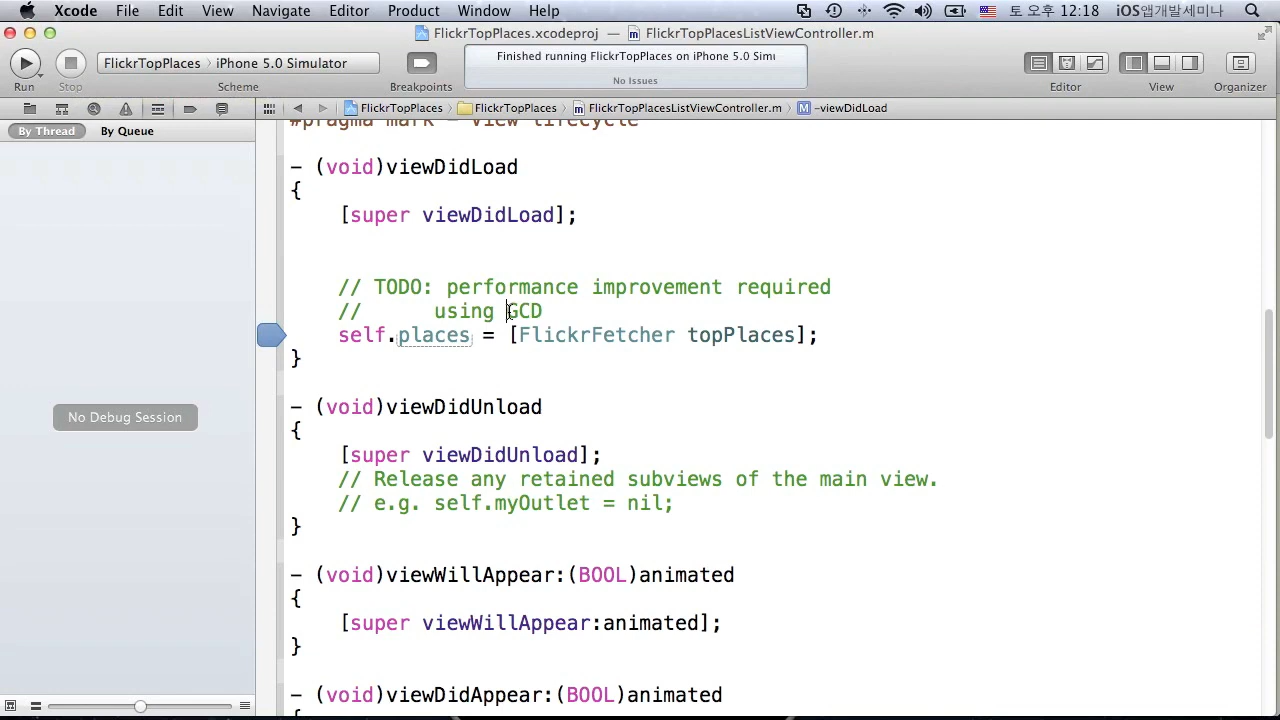 Xcode File Edit View Navigate Editor Product Window Help 토 오후 12:18 iOS앱개발세미나
FlickrTopPlaces.xcodeproj — FlickrTopPlacesListViewController.m
FlickrTopPlaces iPhone 5.0 Simulator
Finished running FlickrTopPlaces on iPhone 5.0 Simu
No Issues
Run Stop Scheme Breakpoints Editor View Organizer
FlickrTopPlaces FlickrTopPlaces FlickrTopPlacesListViewController.m M -viewDidLoad
By Thread By Queue
#pragma mark - View lifecycle
- (void)viewDidLoad
{
[super viewDidLoad];
// TODO: performance improvement required
// using GCD
self.places = [FlickrFetcher topPlaces];
}
- (void)viewDidUnload
No Debug Session
{
[super viewDidUnload];
// Release any retained subviews of the main view.
// e.g. self.myOutlet = nil;
}
- (void)viewWillAppear:(BOOL)animated
{
[super viewWillAppear:animated];
}
- (void)viewDidAppear:(BOOL)animated